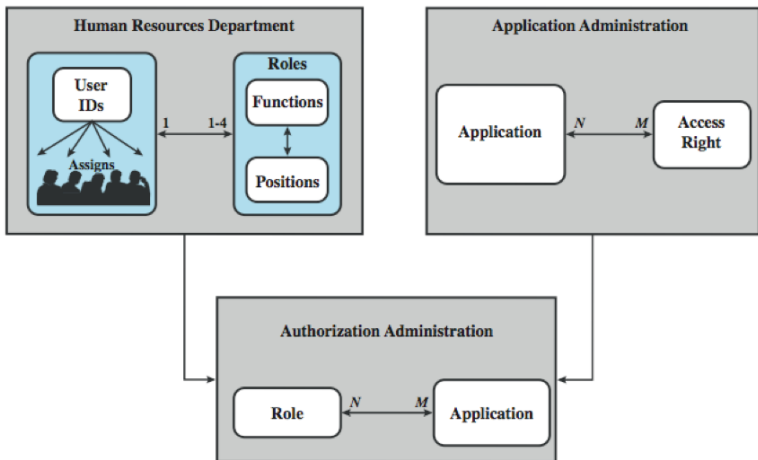 Human Resources Department
User
IDs
Assigns
1
1-4
Roles
Functions
Positions
Application Administration
Application
N
M
Access
Right
Authorization Administration
Role
N
M
Application